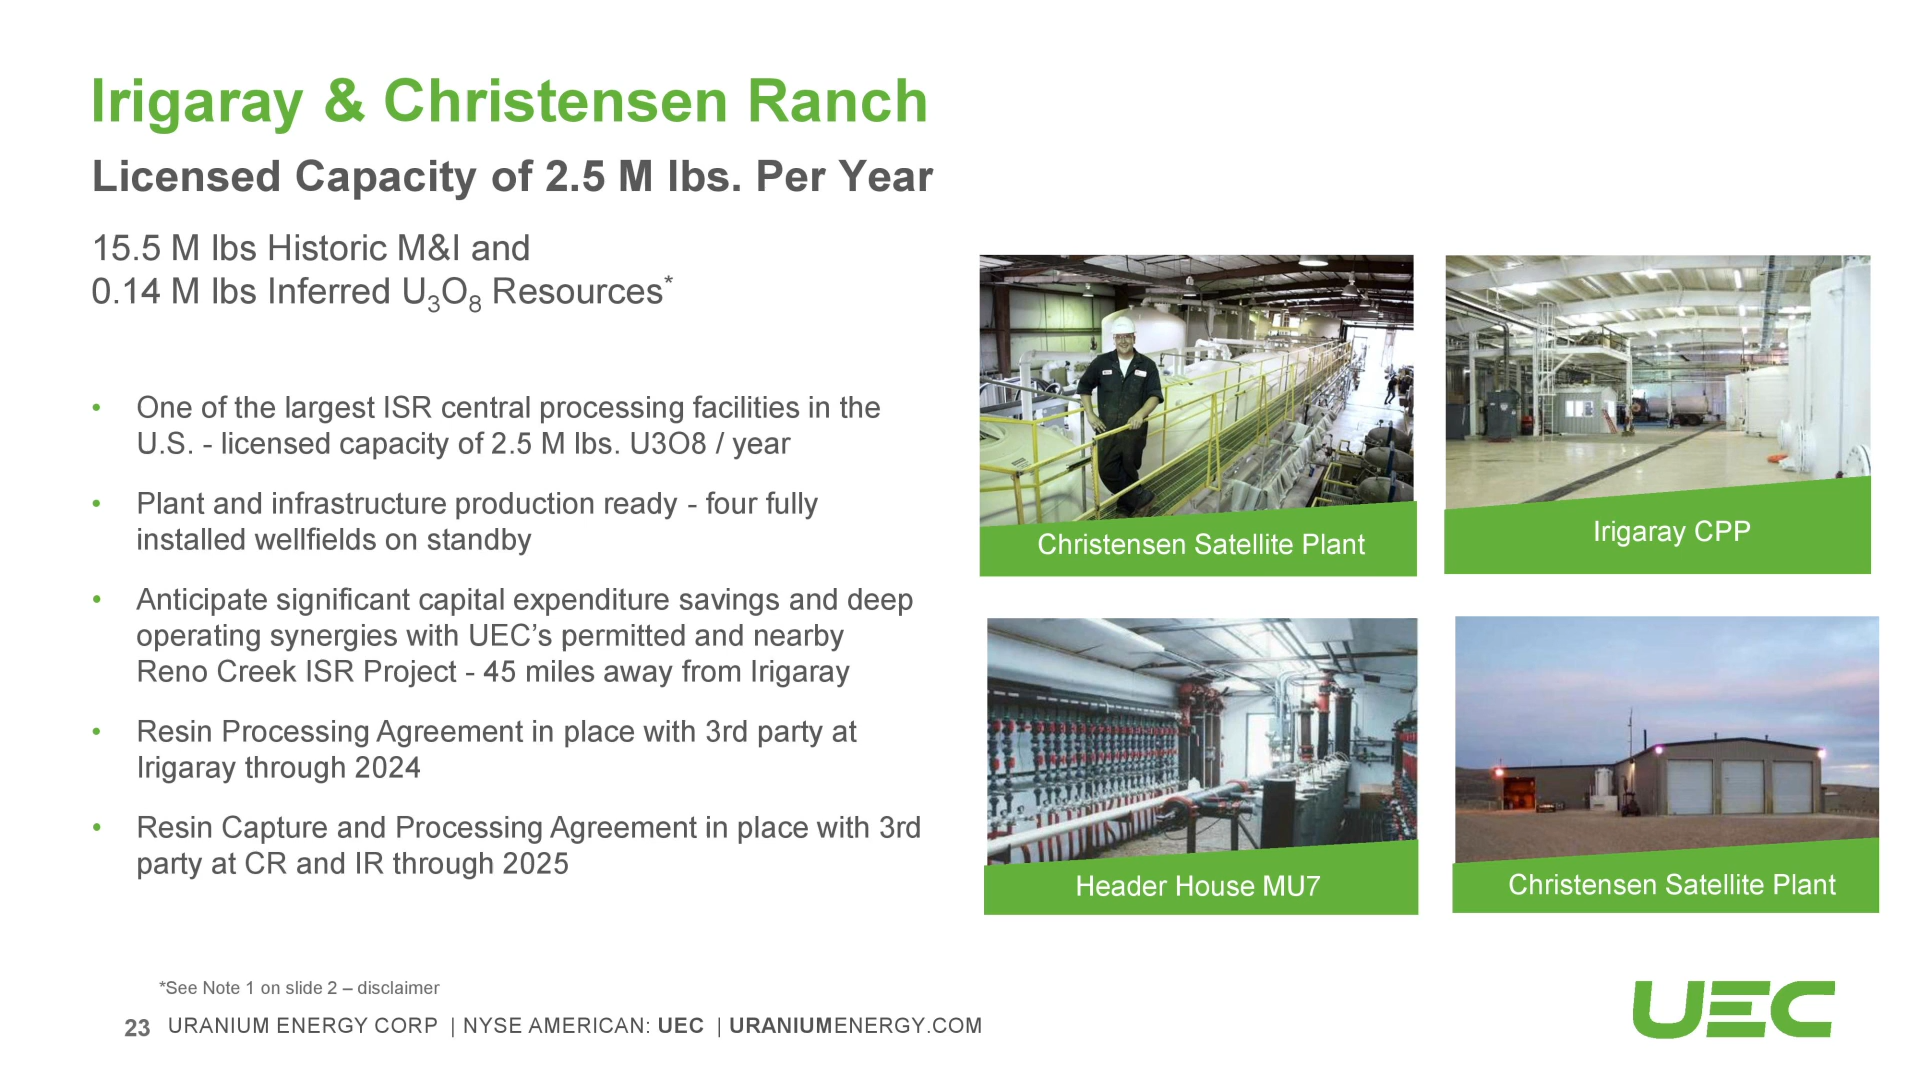 Irigaray & Christensen Ranch
Licensed Capacity of 2.5 M lbs. Per Year
15.5 M lbs Historic M&I and
0.14 M lbs Inferred U3O8 Resources*
• One of the largest ISR central processing facilities in the
U.S. - licensed capacity of 2.5 M lbs. U3O8 / year
• Plant and infrastructure production ready - four fully
installed wellfields on standby
• Anticipate significant capital expenditure savings and deep
operating synergies with UEC’s permitted and nearby
Reno Creek ISR Project - 45 miles away from Irigaray
• Resin Processing Agreement in place with 3rd party at
Irigaray through 2024
• Resin Capture and Processing Agreement in place with 3rd
party at CR and IR through 2025
Christensen Satellite Plant
Irigaray CPP
Header House MU7
Christensen Satellite Plant
*See Note 1 on slide 2 – disclaimer
23 URANIUM ENERGY CORP | NYSE AMERICAN: UEC | URANIUMENERGY.COM
UEC